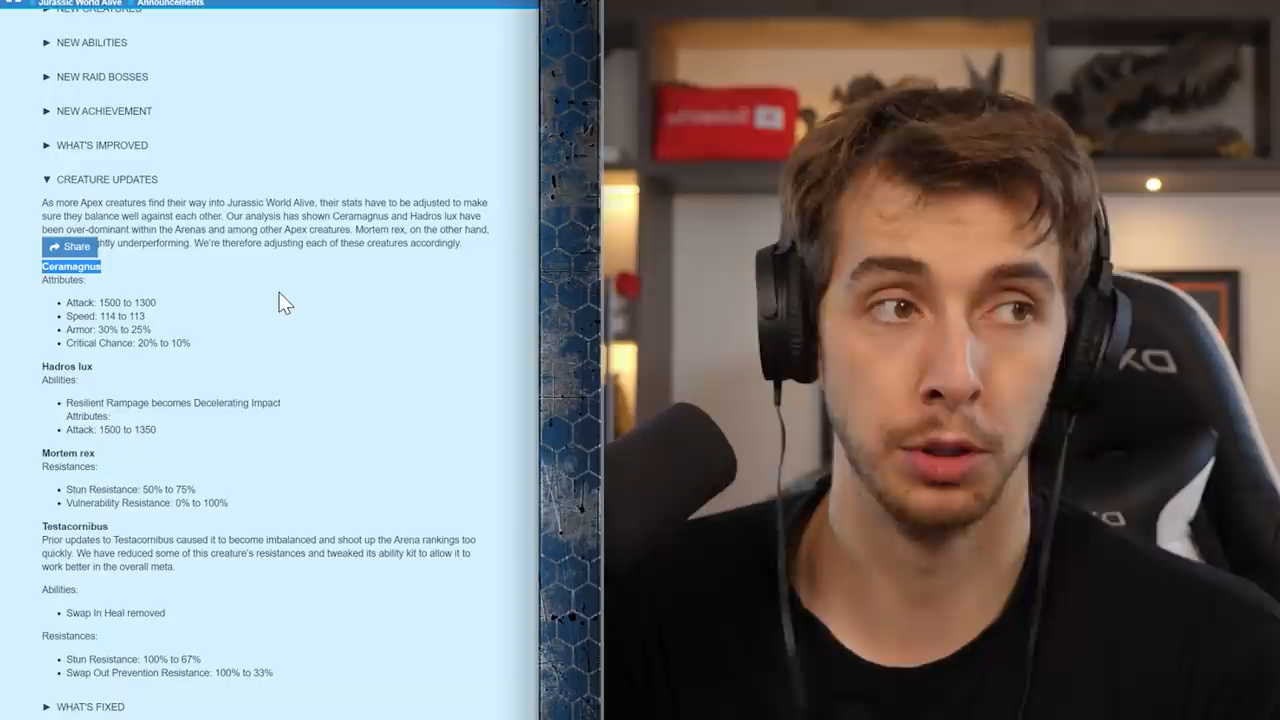 Jurassic World Alive Announcements
NEW CREATURES
NEW ABILITIES
NEW RAID BOSSES
NEW ACHIEVEMENT
WHAT'S IMPROVED
CREATURE UPDATES
As more Apex creatures find their way into Jurassic World Alive, their stats have to be adjusted to make
sure they balance well against each other. Our analysis has shown Ceramagnus and Hadros lux have
been over-dominant within the Arenas and among other Apex creatures. Mortem rex, on the other hand,
Share
underperforming. We're therefore adjusting each of these creatures accordingly.
Ceramagnus
Attributes:
• Attack: 1500 to 1300
• Speed: 114 to 113
• Armor: 30% to 25%
• Critical Chance: 20% to 10%
Hadros lux
Abilities:
• Resilient Rampage becomes Decelerating Impact
Attributes:
• Attack: 1500 to 1350
Mortem rex
Resistances:
• Stun Resistance: 50% to 75%
• Vulnerability Resistance: 0% to 100%
Testacornibus
Prior updates to Testacornibus caused it to become imbalanced and shoot up the Arena rankings too
quickly. We have reduced some of this creature's resistances and tweaked its ability kit to allow it to
work better in the overall meta.
Abilities:
• Swap In Heal removed
Resistances:
• Stun Resistance: 100% to 67%
• Swap Out Prevention Resistance: 100% to 33%
WHAT'S FIXED